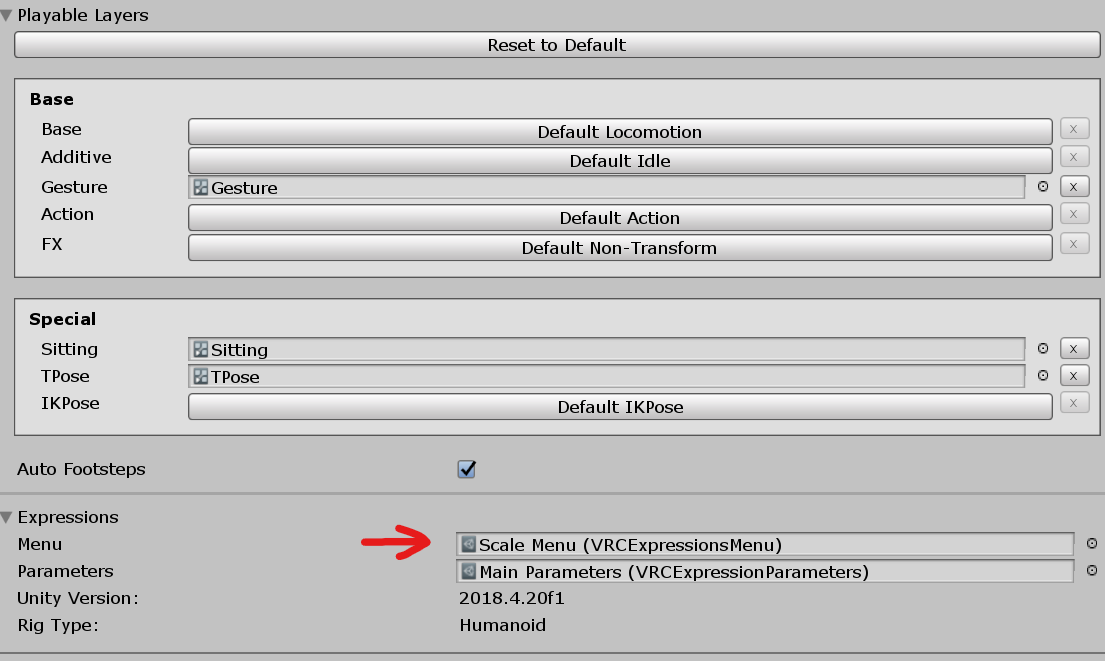 Playable Layers
Reset to Default
Base
Base Default Locomotion x
Additive Default Idle x
Gesture Gesture x
Action Default Action x
FX Default Non-Transform x
Special
Sitting Sitting x
TPose TPose x
IKPose Default IKPose x
Auto Footsteps
Expressions
Menu Scale Menu (VRCExpressionsMenu)
Parameters Main Parameters (VRCExpressionParameters)
Unity Version: 2018.4.20f1
Rig Type: Humanoid